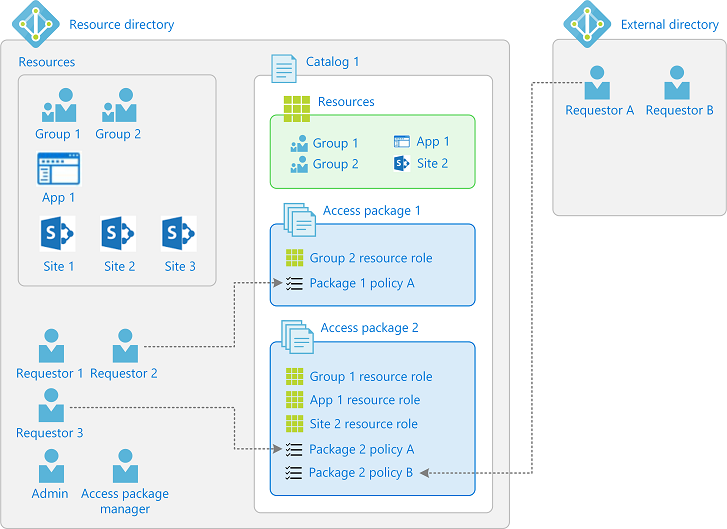 Resource directory
External directory
Resources
Group 1
Group 2
App 1
Site 1
Site 2
Site 3
Requestor 1
Requestor 2
Requestor 3
Admin
Access package
manager
Catalog 1
Resources
Group 1
App 1
Group 2
Site 2
Access package 1
Group 2 resource role
Package 1 policy A
Access package 2
Group 1 resource role
App 1 resource role
Site 2 resource role
Package 2 policy A
Package 2 policy B
Requestor A
Requestor B